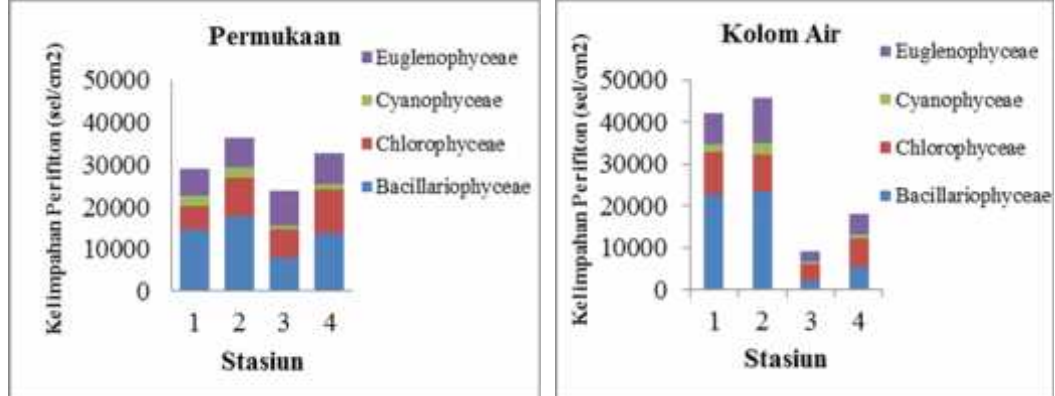 Permukaan
Kelimpahan Perifiton (sel/cm2)
50000
40000
30000
20000
10000
0
1 2 3 4
Stasiun
Euglenophyceae
Cyanophyceae
Chlorophyceae
Bacillariophyceae
Kolom Air
Kelimpahan Perifiton (sel/cm2)
50000
40000
30000
20000
10000
0
1 2 3 4
Stasiun
Euglenophyceae
Cyanophyceae
Chlorophyceae
Bacillariophyceae